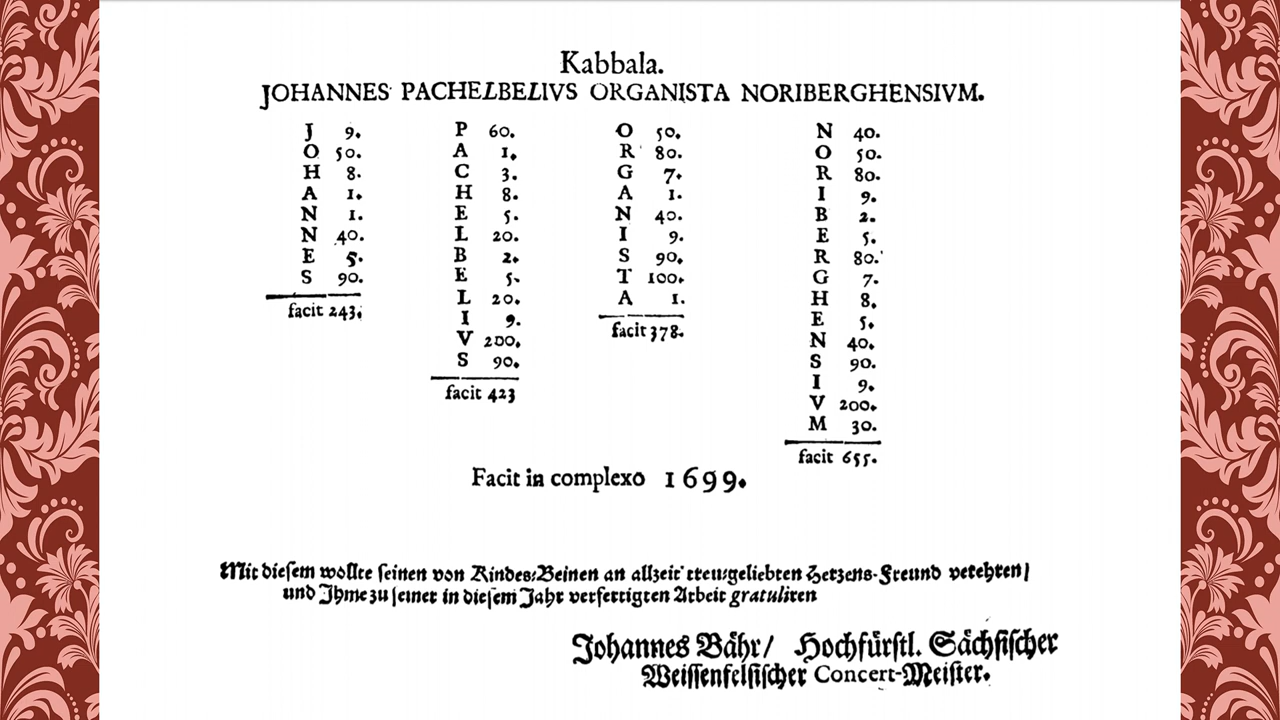 Kabbala.
JOHANNES PACHELBELIVS ORGANISTA NORIBERGHENSIVM.
J 9.
O 50.
H 8.
A 1.
N 1.
N 40.
E 5.
S 90.
facit 243.
P 60.
A 1.
C 3.
H 8.
E 5.
L 20.
B 2.
E 5.
L 20.
I 9.
V 200.
S 90.
facit 423
O 50.
R 80.
G 7.
A 1.
N 40.
I 9.
S 90.
T 100.
A 1.
facit 378.
N 40.
O 50.
R 80.
I 9.
B 2.
E 5.
R 80.
G 7.
H 8.
E 5.
N 40.
S 90.
I 9.
V 200.
M 30.
facit 655.
Facit in complexo 1699.
Mit dieſem wollte ſeinen von Kindes-Beinen an allzeit treu-geliebten Hertzens-Freund verehren/
und Ihme zu ſeiner in dieſem Jahr verfertigten Arbeit gratuliren
Johannes Bähr/ Hochfürſtl. Sächſiſcher
Weiſſenfelſiſcher Concert-Meiſter.